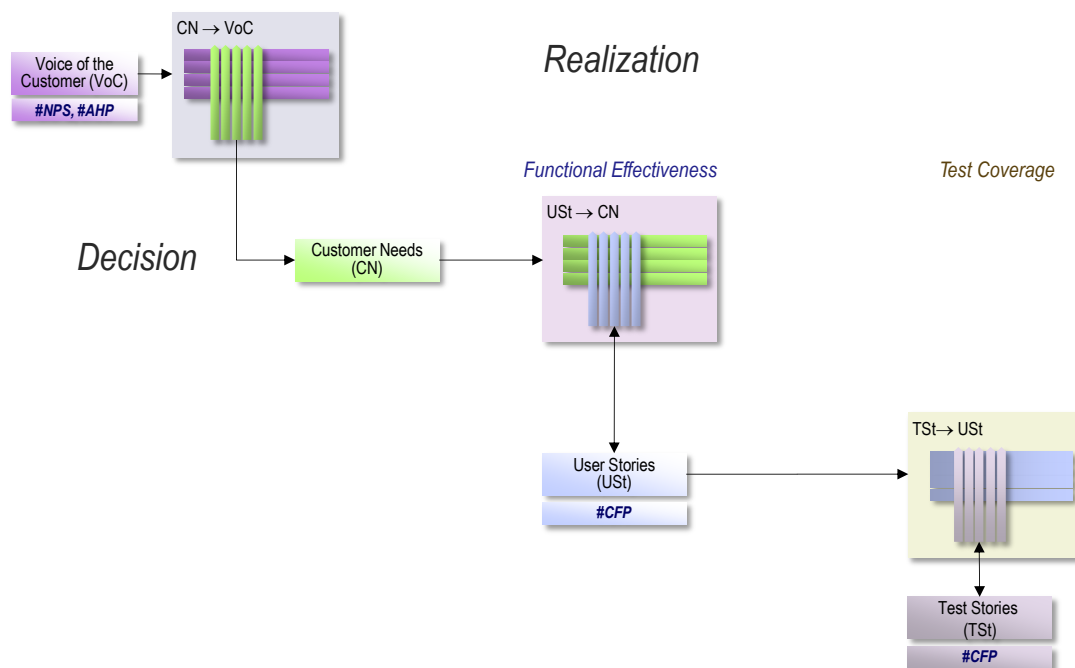 CN → VoC
Realization
Voice of the
Customer (VoC)
#NPS, #AHP
Functional Effectiveness
Test Coverage
USt → CN
Decision
Customer Needs
(CN)
TSt→ USt
User Stories
(USt)
#CFP
Test Stories
(TSt)
#CFP